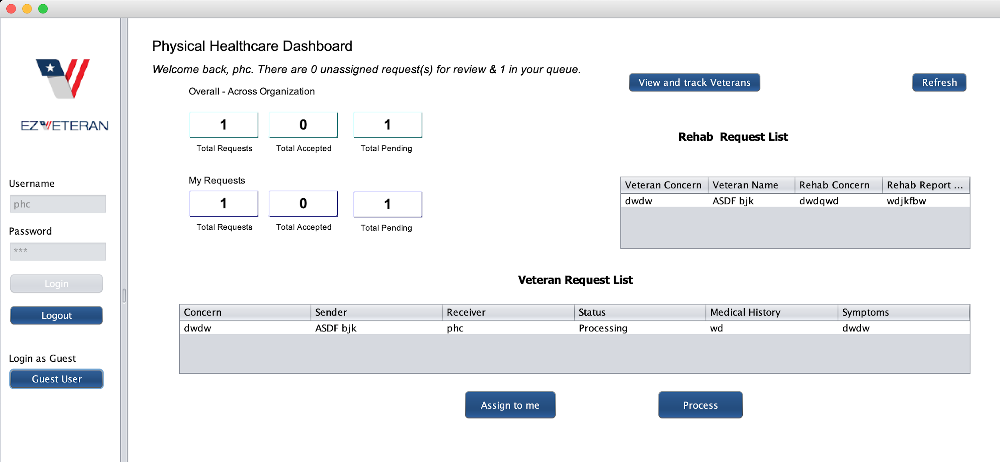 Physical Healthcare Dashboard
Welcome back, phc. There are 0 unassigned request(s) for review & 1 in your queue.
View and track Veterans
Refresh
Overall - Across Organization
1 0 1
Total Requests Total Accepted Total Pending
My Requests
1 0 1
Total Requests Total Accepted Total Pending
Rehab  Request List
Veteran Concern Veteran Name Rehab Concern Rehab Report ...
dwdw ASDF bjk dwdqwd wdjkfbw
Veteran Request List
Concern Sender Receiver Status Medical History Symptoms
dwdw ASDF bjk phc Processing wd dwdw
Assign to me
Process
EZVETERAN
Username
phc
Password
***
Login
Logout
Login as Guest
Guest User